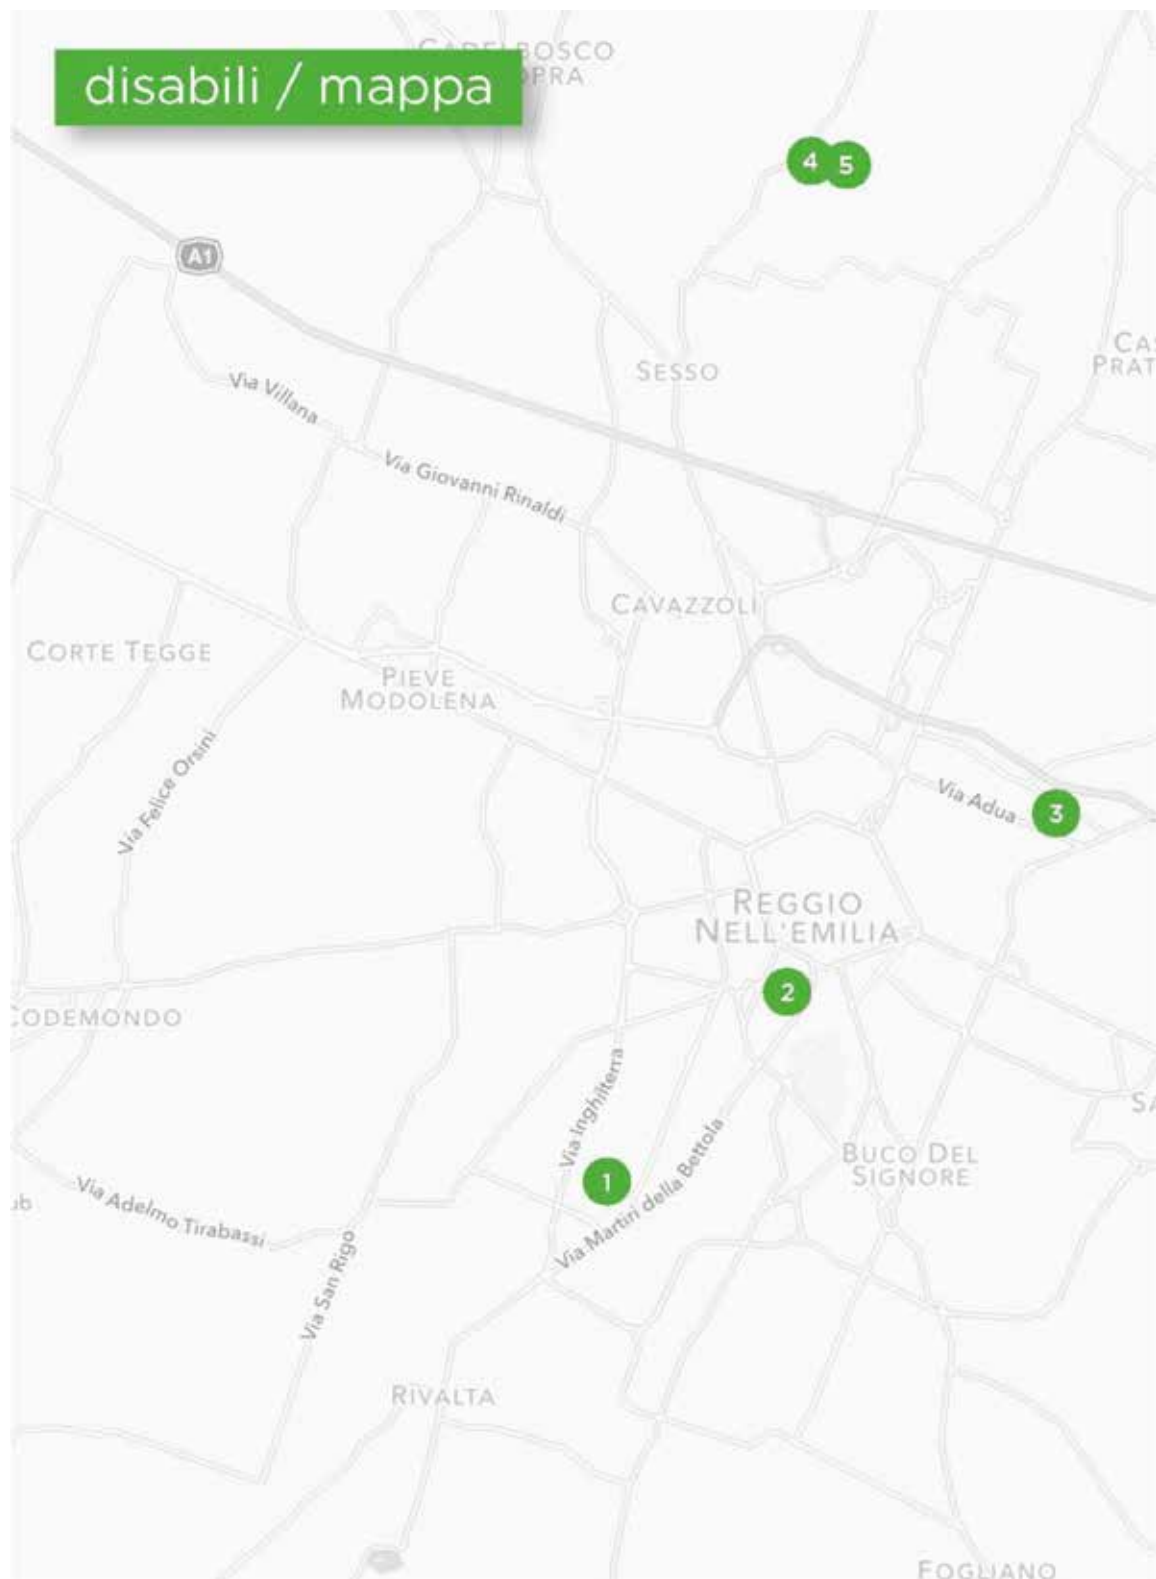 disabili / mappa
CADELBOSCO
SOPRA
4
5
A1
SESSO
Via Villana
Via Giovanni Rinaldi
CAVAZZOLI
CORTE TEGGE
PIEVE
MODOLENA
Via Felice Orsini
Via Adua
3
REGGIO
NELL'EMILIA
2
CODEMONDO
Via Inghilterra
BUCO DEL
SIGNORE
1
Via Martiri della Bettola
Via Adelmo Tirabassi
Via San Rigo
RIVALTA
FOGLIANO